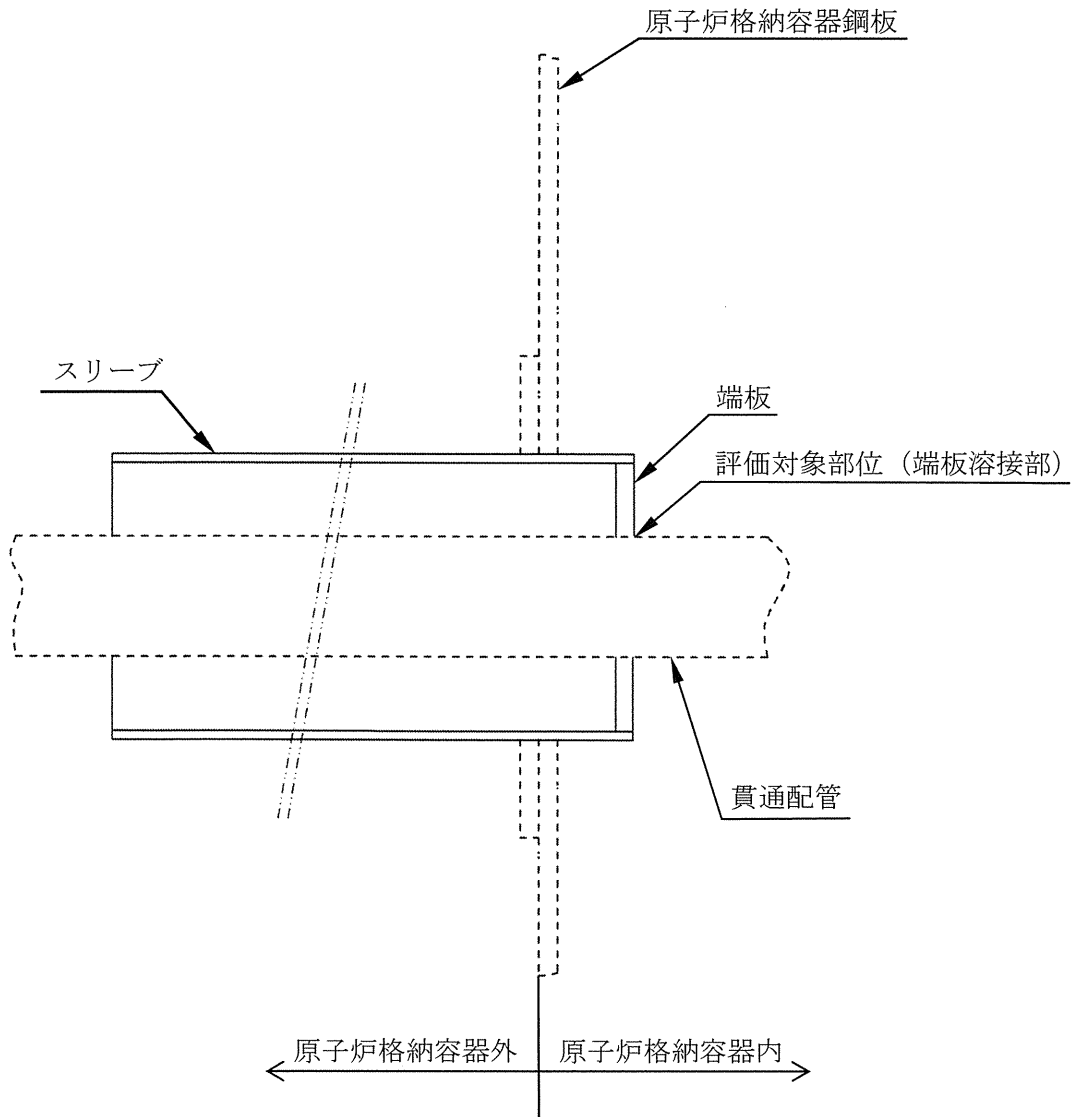 原子炉格納容器鋼板
スリーブ
端板
評価対象部位（端板溶接部）
貫通配管
原子炉格納容器外
原子炉格納容器内